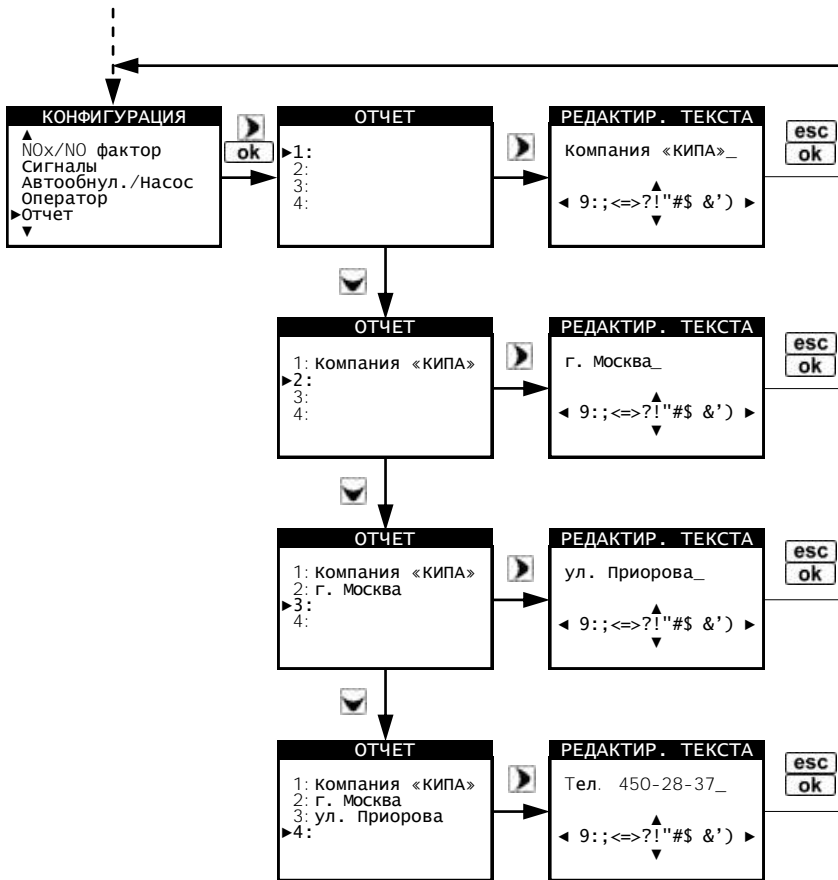 КОНФИГУРАЦИЯ
▲
NOx/NO фактор
Сигналы
Автообнул./Насос
Оператор
►Отчет
▼
ok
ОТЧЕТ
►1:
2:
3:
4:
РЕДАКТИР. ТЕКСТА
Компания «КИПА»_
▲
◄ 9:;<=>?!"#$ &') ►
▼
esc
ok
ОТЧЕТ
1: Компания «КИПА»
►2:
3:
4:
РЕДАКТИР. ТЕКСТА
г. Москва_
▲
◄ 9:;<=>?!"#$ &') ►
▼
esc
ok
ОТЧЕТ
1: Компания «КИПА»
2: г. Москва
►3:
4:
РЕДАКТИР. ТЕКСТА
ул. Приорова_
▲
◄ 9:;<=>?!"#$ &') ►
▼
esc
ok
ОТЧЕТ
1: Компания «КИПА»
2: г. Москва
3: ул. Приорова
►4:
РЕДАКТИР. ТЕКСТА
Тел. 450-28-37_
▲
◄ 9:;<=>?!"#$ &') ►
▼
esc
ok